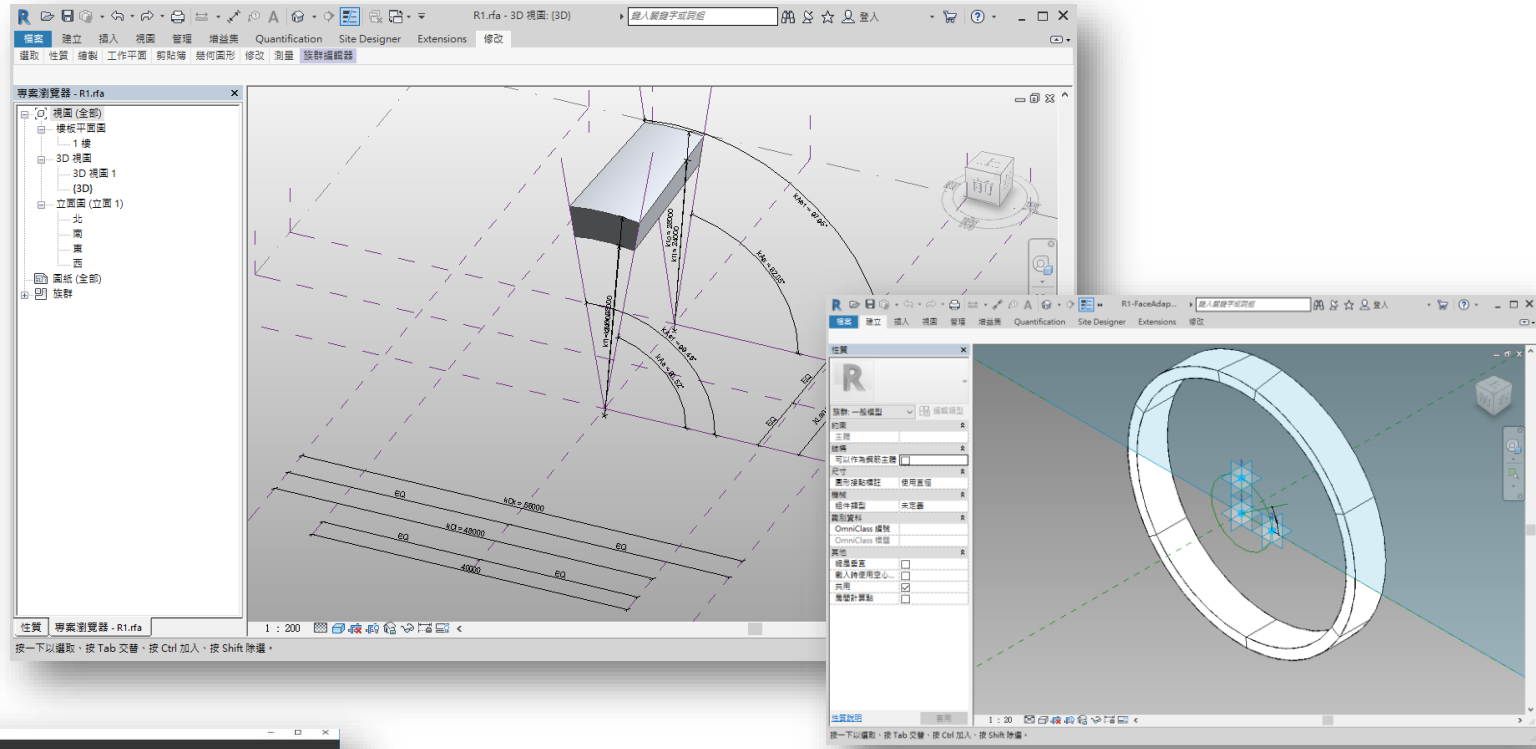 R1.rfa - 3D 視圖: {3D}
鍵入關鍵字或詞組
登入
檔案 建立 插入 視圖 管理 增益集 Quantification Site Designer Extensions 修改
選取 性質 繪製 工作平面 剪貼簿 幾何圖形 修改 測量 族群編輯器
專案瀏覽器 - R1.rfa
視圖 (全部)
樓板平面圖
1 樓
3D 視圖
3D 視圖 1
{3D}
立面圖 (立面 1)
北
南
東
西
圖紙 (全部)
族群
上
前
EQ
kCl = 48000
EQ
EQ
EQ
40000
EQ
EQ
性質 專案瀏覽器 - R1.rfa
1 : 200
按一下以選取、按 Tab 交替、按 Ctrl 加入、按 Shift 除選。
R1-FaceAdap...
鍵入關鍵字或詞組
登入
檔案 建立 插入 視圖 管理 增益集 Quantification Site Designer Extensions 修改
性質
族群: 一般模型
編輯類型
約束
主體
結構
可以作為鋼筋主體
尺寸
圓形接點標註 使用直徑
機械
組件類型 未定義
識別資料
OmniClass 編號
OmniClass 標題
其他
總是垂直
載入時使用空心...
共用
房間計算點
性質說明
套用
1 : 20
按一下以選取、按 Tab 交替、按 Ctrl 加入、按 Shift 除選。